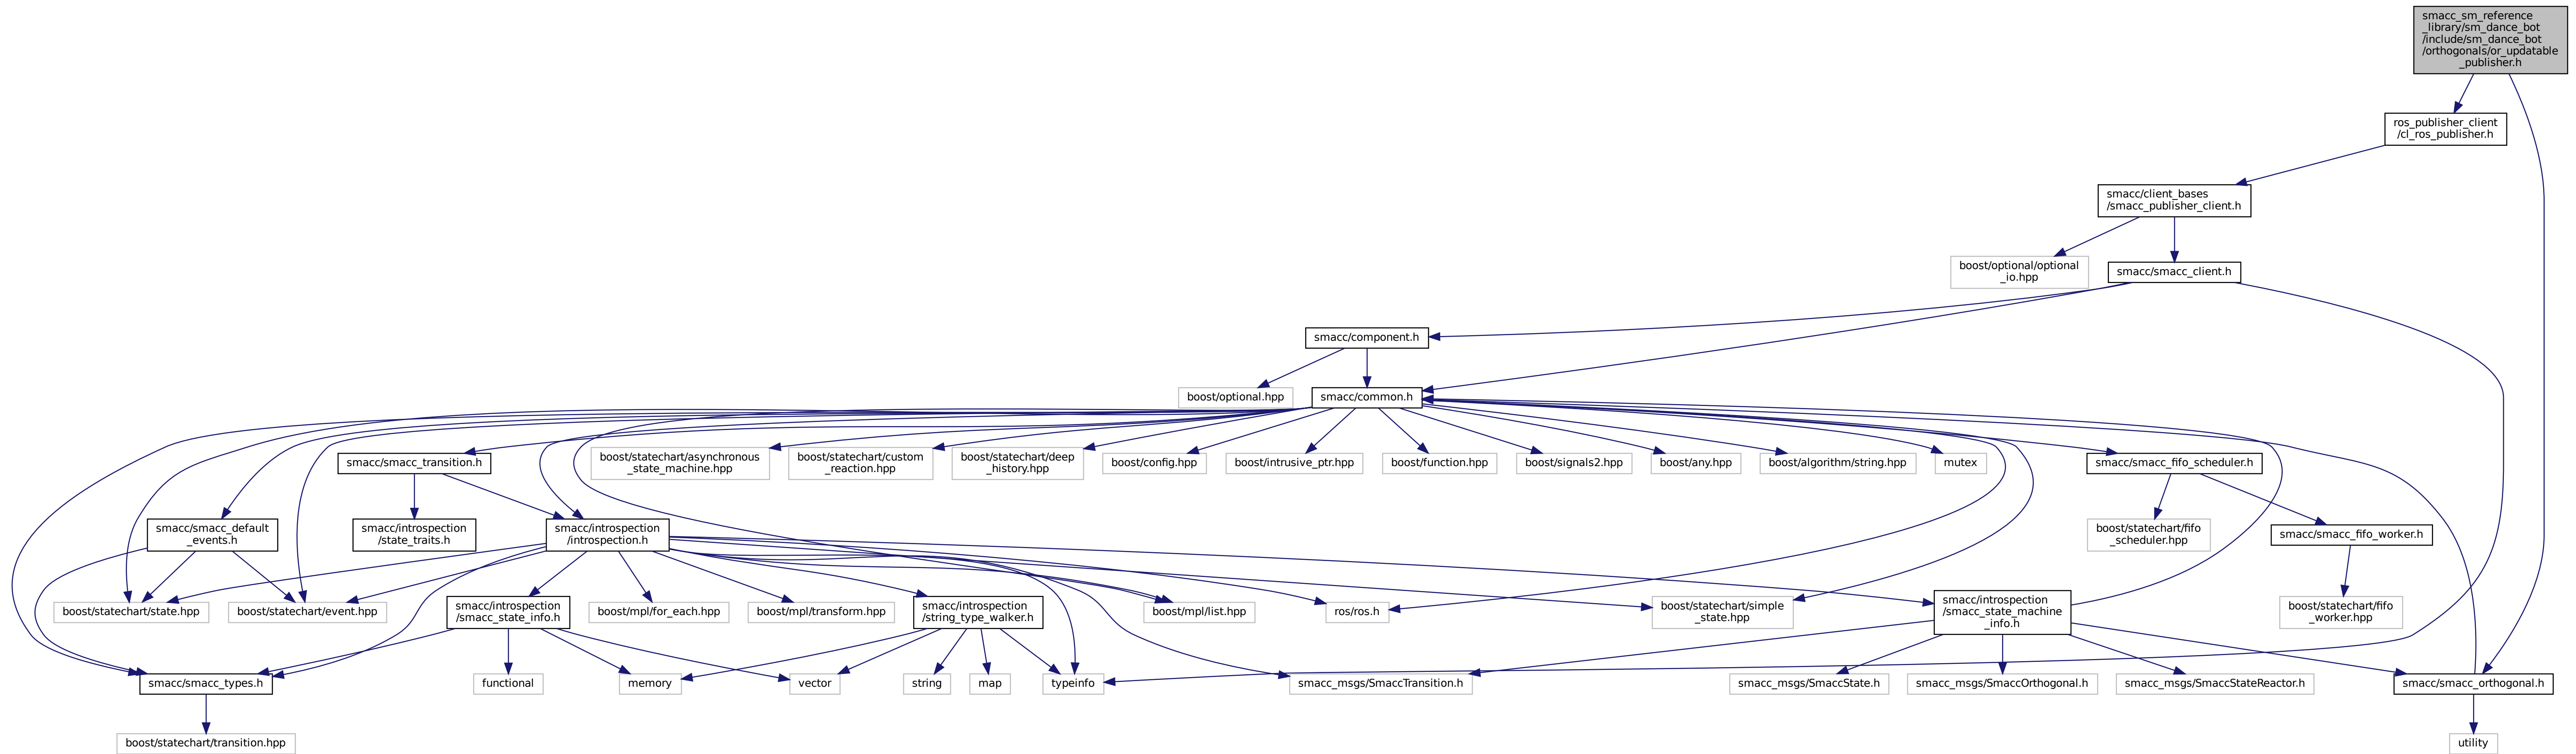 smacc_sm_reference
_library/sm_dance_bot
/include/sm_dance_bot
/orthogonals/or_updatable
_publisher.h
ros_publisher_client
/cl_ros_publisher.h
smacc/client_bases
/smacc_publisher_client.h
boost/optional/optional
_io.hpp
smacc/smacc_client.h
smacc/component.h
boost/optional.hpp
smacc/common.h
smacc/smacc_transition.h
boost/statechart/asynchronous
_state_machine.hpp
boost/statechart/custom
_reaction.hpp
boost/statechart/deep
_history.hpp
boost/config.hpp
boost/intrusive_ptr.hpp
boost/function.hpp
boost/signals2.hpp
boost/any.hpp
boost/algorithm/string.hpp
mutex
smacc/smacc_fifo_scheduler.h
smacc/smacc_default
_events.h
smacc/introspection
/state_traits.h
smacc/introspection
/introspection.h
boost/statechart/fifo
_scheduler.hpp
smacc/smacc_fifo_worker.h
boost/statechart/state.hpp
boost/statechart/event.hpp
smacc/introspection
/smacc_state_info.h
boost/mpl/for_each.hpp
boost/mpl/transform.hpp
smacc/introspection
/string_type_walker.h
boost/mpl/list.hpp
ros/ros.h
boost/statechart/simple
_state.hpp
smacc/introspection
/smacc_state_machine
_info.h
boost/statechart/fifo
_worker.hpp
smacc/smacc_types.h
functional
memory
vector
string
map
typeinfo
smacc_msgs/SmaccTransition.h
smacc_msgs/SmaccState.h
smacc_msgs/SmaccOrthogonal.h
smacc_msgs/SmaccStateReactor.h
smacc/smacc_orthogonal.h
boost/statechart/transition.hpp
utility